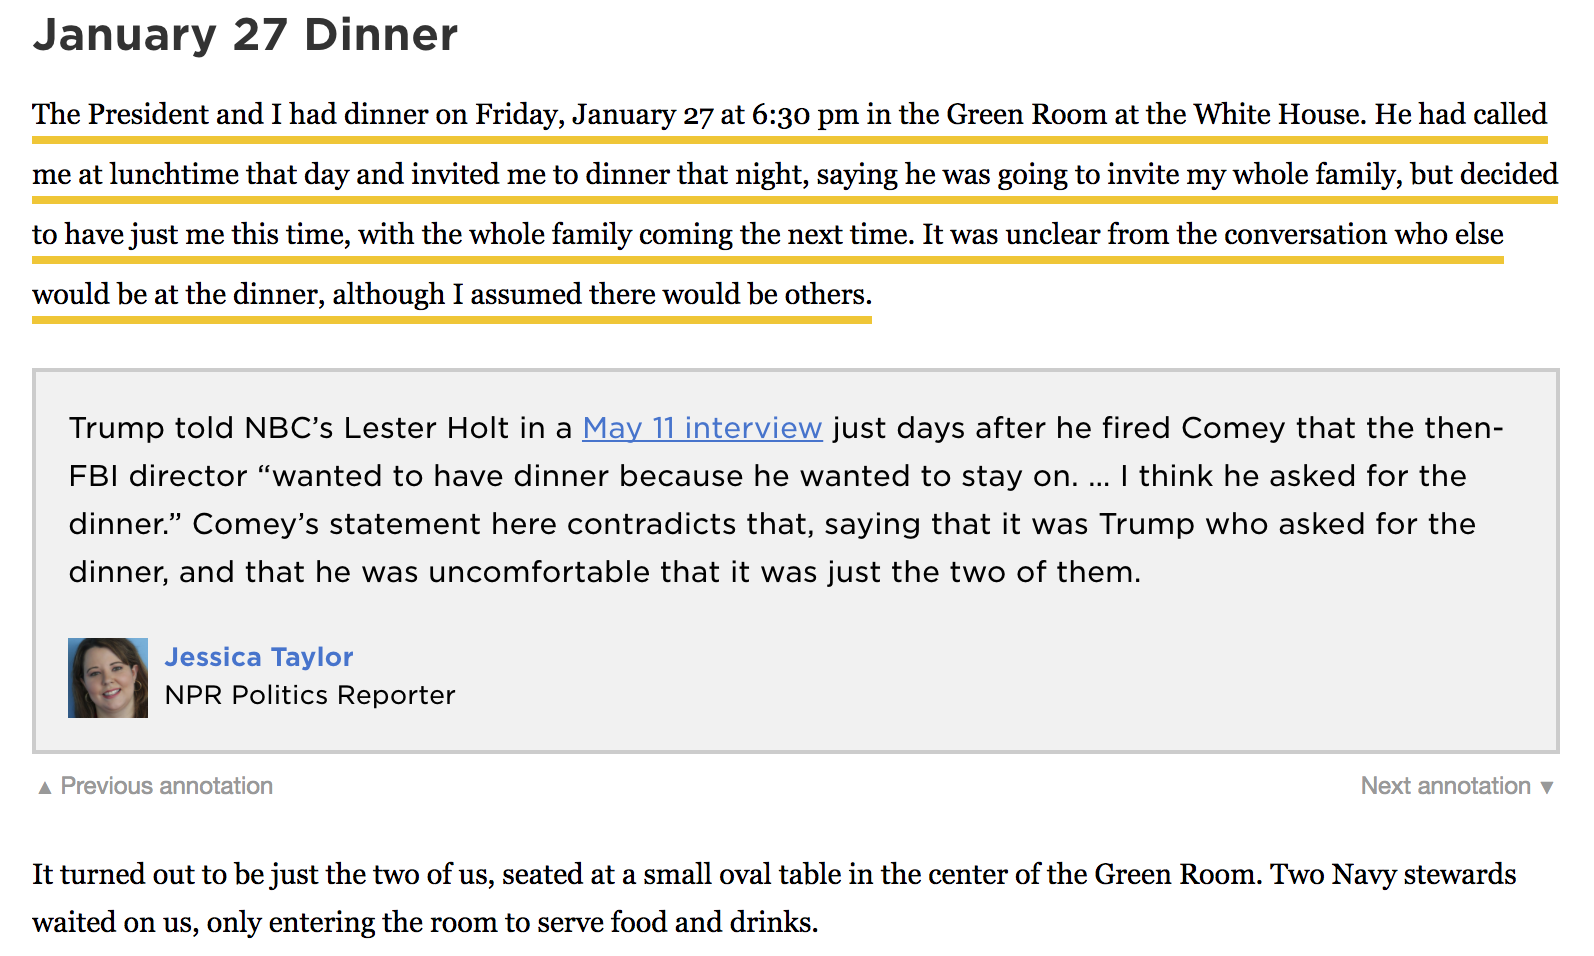 January 27 Dinner
The President and I had dinner on Friday, January 27 at 6:30 pm in the Green Room at the White House. He had called
me at lunchtime that day and invited me to dinner that night, saying he was going to invite my whole family, but decided
to have just me this time, with the whole family coming the next time. It was unclear from the conversation who else
would be at the dinner, although I assumed there would be others.
Trump told NBC’s Lester Holt in a May 11 interview just days after he fired Comey that the then-
FBI director “wanted to have dinner because he wanted to stay on. ... I think he asked for the
dinner.” Comey’s statement here contradicts that, saying that it was Trump who asked for the
dinner, and that he was uncomfortable that it was just the two of them.
Jessica Taylor
NPR Politics Reporter
▲ Previous annotation
Next annotation ▼
It turned out to be just the two of us, seated at a small oval table in the center of the Green Room. Two Navy stewards
waited on us, only entering the room to serve food and drinks.